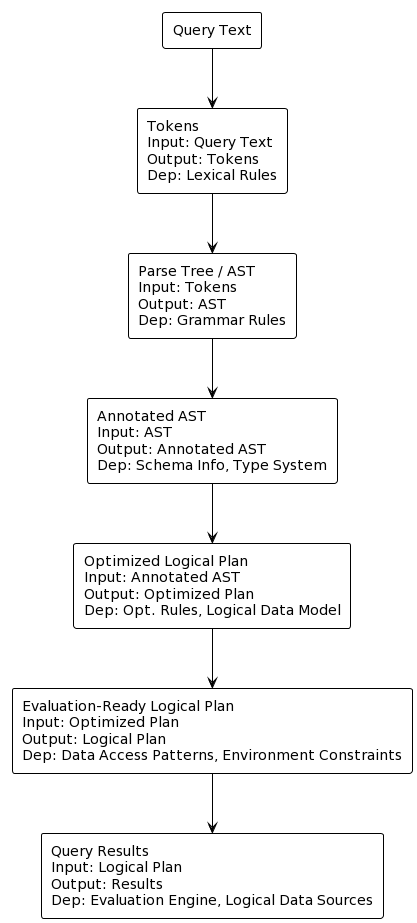 Query Text
Tokens
Input: Query Text
Output: Tokens
Dep: Lexical Rules
Parse Tree / AST
Input: Tokens
Output: AST
Dep: Grammar Rules
Annotated AST
Input: AST
Output: Annotated AST
Dep: Schema Info, Type System
Optimized Logical Plan
Input: Annotated AST
Output: Optimized Plan
Dep: Opt. Rules, Logical Data Model
Evaluation-Ready Logical Plan
Input: Optimized Plan
Output: Logical Plan
Dep: Data Access Patterns, Environment Constraints
Query Results
Input: Logical Plan
Output: Results
Dep: Evaluation Engine, Logical Data Sources